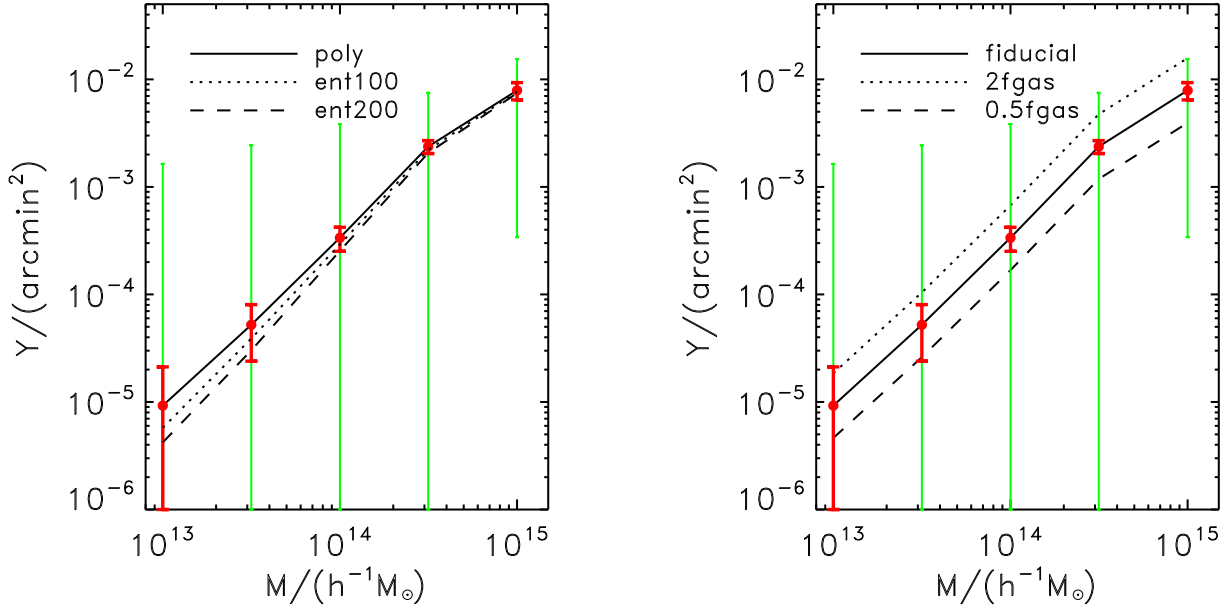 poly
ent100
ent200
10⁻²
10⁻³
10⁻⁴
10⁻⁵
10⁻⁶
Y/(arcmin²)
10¹³ 10¹⁴ 10¹⁵
M/(h⁻¹M⊙)
fiducial
2fgas
0.5fgas
10⁻²
10⁻³
10⁻⁴
10⁻⁵
10⁻⁶
Y/(arcmin²)
10¹³ 10¹⁴ 10¹⁵
M/(h⁻¹M⊙)